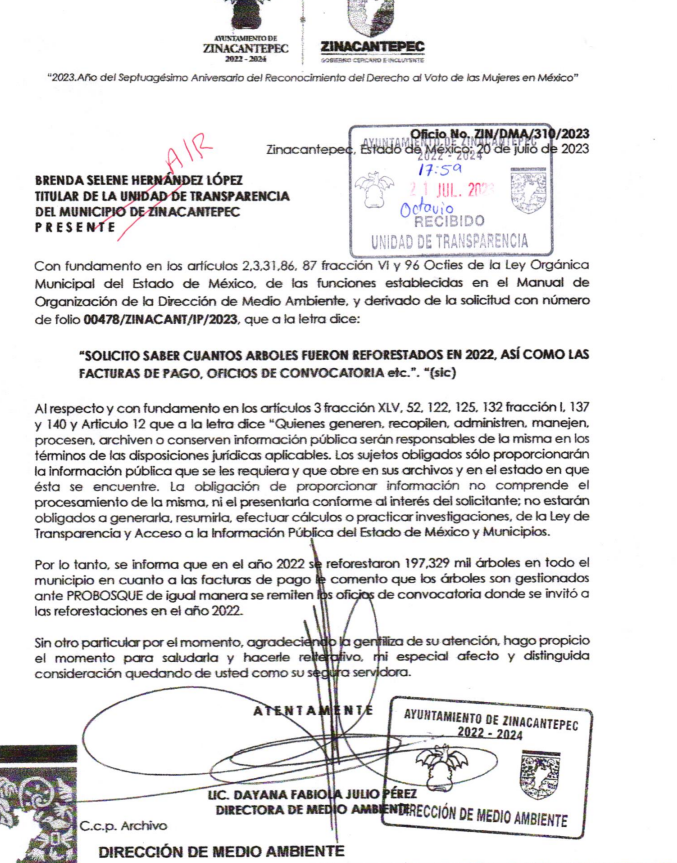 AYUNTAMIENTO DE
ZINACANTEPEC
2022 - 2024
ZINACANTEPEC
GOBIERNO CERCANO E INCLUYENTE
"2023.Año del Septuagésimo Aniversario del Reconocimiento del Derecho al Voto de las Mujeres en México"
Oficio No. ZIN/DMA/310/2023
Zinacantepec, Estado de México; 20 de julio de 2023
AYUNTAMIENTO DE ZINACANTEPEC
2022 - 2024
17:59
21 JUL. 2023
Octavio
RECIBIDO
UNIDAD DE TRANSPARENCIA
AIR
BRENDA SELENE HERNÁNDEZ LÓPEZ
TITULAR DE LA UNIDAD DE TRANSPARENCIA
DEL MUNICIPIO DE ZINACANTEPEC
P R E S E N T E
Con fundamento en los artículos 2,3,31,86, 87 fracción VI y 96 Octies de la Ley Orgánica
Municipal del Estado de México, de las funciones establecidas en el Manual de
Organización de la Dirección de Medio Ambiente, y derivado de la solicitud con número
de folio 00478/ZINACANT/IP/2023, que a la letra dice:
"SOLICITO SABER CUANTOS ARBOLES FUERON REFORESTADOS EN 2022, ASÍ COMO LAS
FACTURAS DE PAGO, OFICIOS DE CONVOCATORIA etc.". "(sic)
Al respecto y con fundamento en los artículos 3 fracción XLV, 52, 122, 125, 132 fracción I, 137
y 140 y Articulo 12 que a la letra dice "Quienes generen, recopilen, administren, manejen,
procesen, archiven o conserven información pública serán responsables de la misma en los
términos de las disposiciones jurídicas aplicables. Los sujetos obligados sólo proporcionarán
la información pública que se les requiera y que obre en sus archivos y en el estado en que
ésta se encuentre. La obligación de proporcionar información no comprende el
procesamiento de la misma, ni el presentarla conforme al interés del solicitante; no estarán
obligados a generarla, resumirla, efectuar cálculos o practicar investigaciones, de la Ley de
Transparencia y Acceso a la Información Pública del Estado de México y Municipios.
Por lo tanto, se informa que en el año 2022 se reforestaron 197,329 mil árboles en todo el
municipio en cuanto a las facturas de pago le comento que los árboles son gestionados
ante PROBOSQUE de igual manera se remiten los oficios de convocatoria donde se invitó a
las reforestaciones en el año 2022.
Sin otro particular por el momento, agradeciendo la gentiliza de su atención, hago propicio
el momento para saludarla y hacerle reiterativo, mi especial afecto y distinguida
consideración quedando de usted como su segura servidora.
A T E N T A M E N T E
LIC. DAYANA FABIOLA JULIO PÉREZ
DIRECTORA DE MEDIO AMBIENTE
AYUNTAMIENTO DE ZINACANTEPEC
2022 - 2024
DIRECCIÓN DE MEDIO AMBIENTE
C.c.p. Archivo
DIRECCIÓN DE MEDIO AMBIENTE